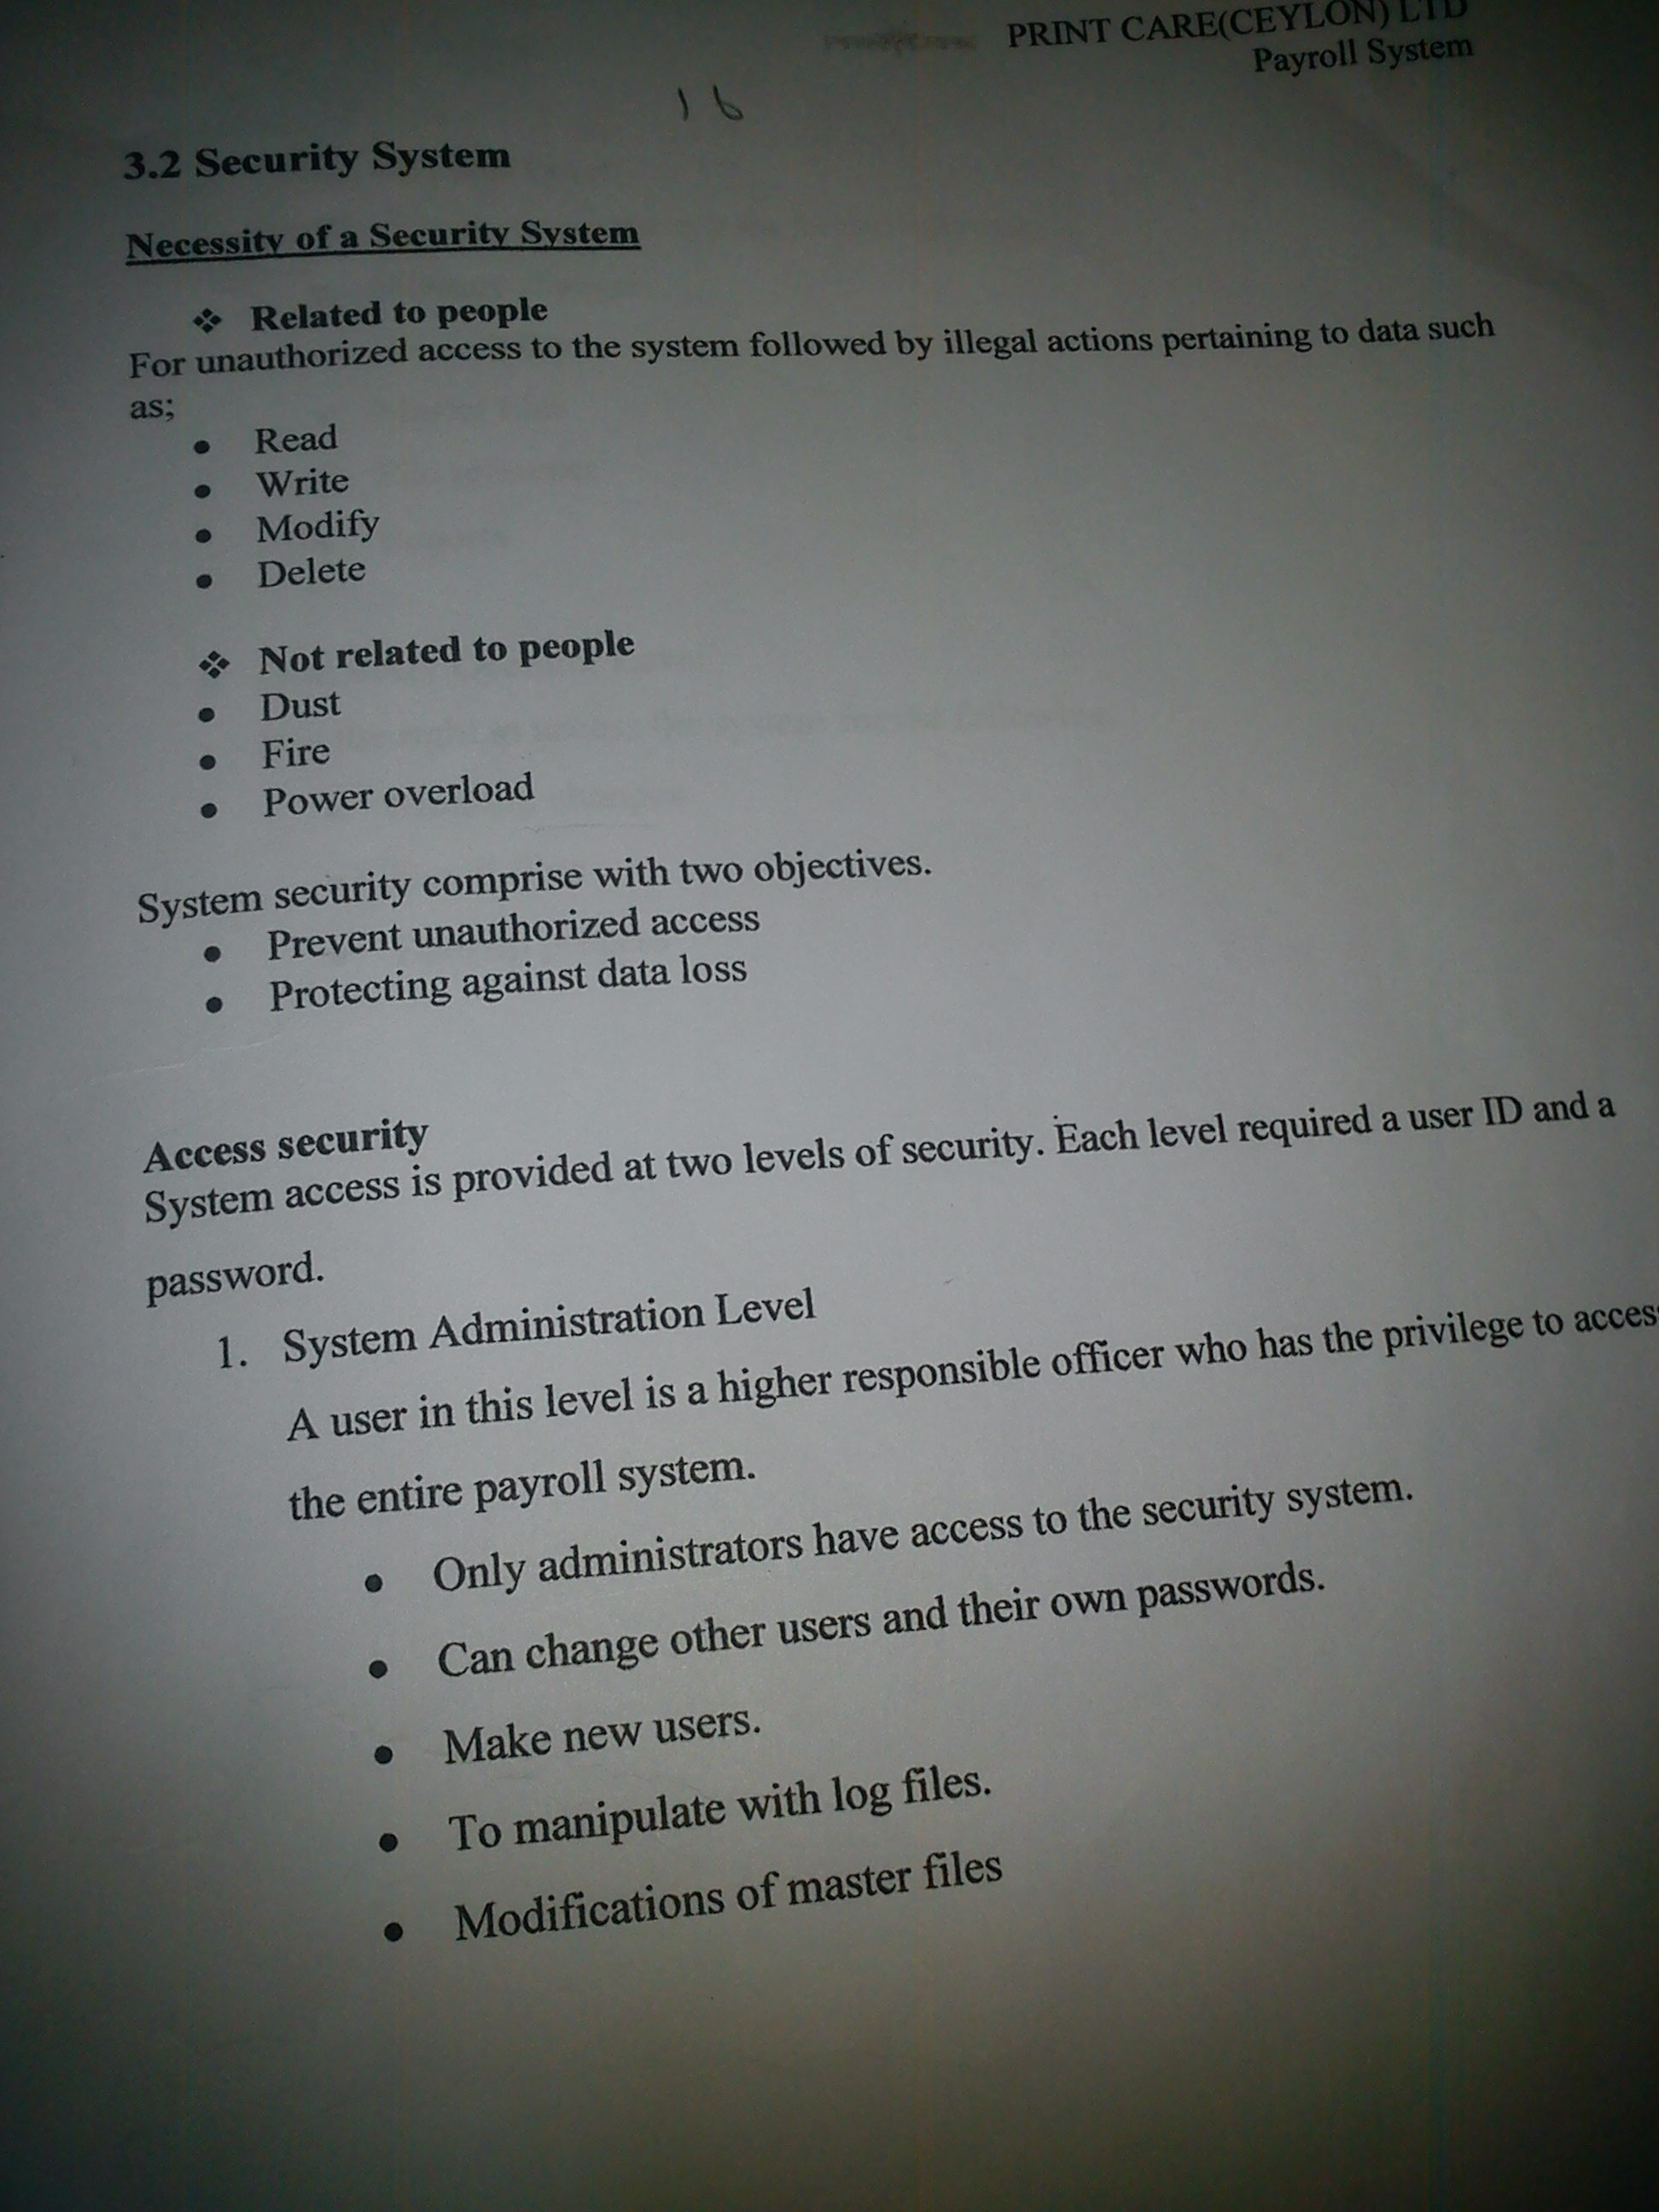 PRINT CARE(CEYLON) LTD
Payroll System
16
3.2 Security System
Necessity of a Security System
❖ Related to people
For unauthorized access to the system followed by illegal actions pertaining to data such
as;
• Read
• Write
• Modify
• Delete
❖ Not related to people
• Dust
• Fire
• Power overload
System security comprise with two objectives.
• Prevent unauthorized access
• Protecting against data loss
Access security
System access is provided at two levels of security. Each level required a user ID and a
password.
1. System Administration Level
A user in this level is a higher responsible officer who has the privilege to acces
the entire payroll system.
• Only administrators have access to the security system.
• Can change other users and their own passwords.
• Make new users.
• To manipulate with log files.
• Modifications of master files